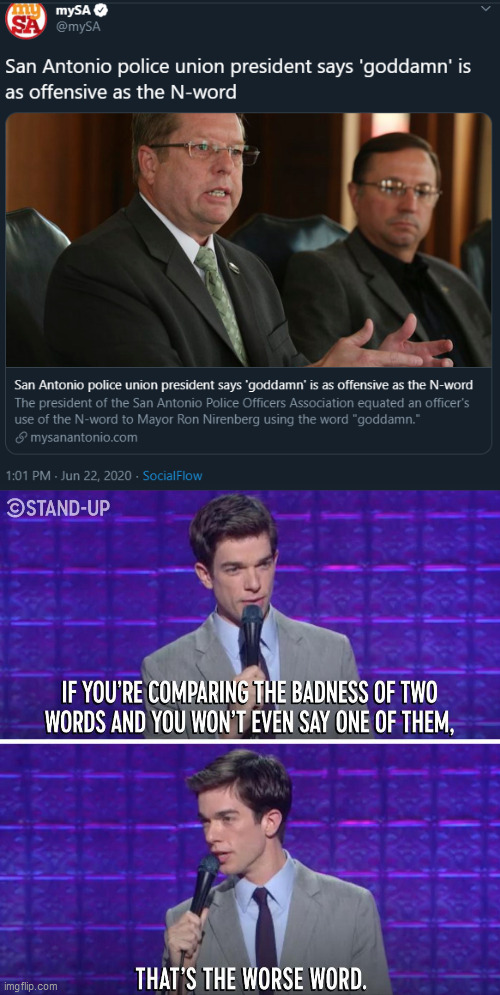 my
SA
mySA
@mySA
San Antonio police union president says 'goddamn' is
as offensive as the N-word
San Antonio police union president says 'goddamn' is as offensive as the N-word
The president of the San Antonio Police Officers Association equated an officer's
use of the N-word to Mayor Ron Nirenberg using the word "goddamn."
mysanantonio.com
1:01 PM · Jun 22, 2020 · SocialFlow
STAND-UP
IF YOU'RE COMPARING THE BADNESS OF TWO
WORDS AND YOU WON'T EVEN SAY ONE OF THEM,
THAT'S THE WORSE WORD.
imgflip.com